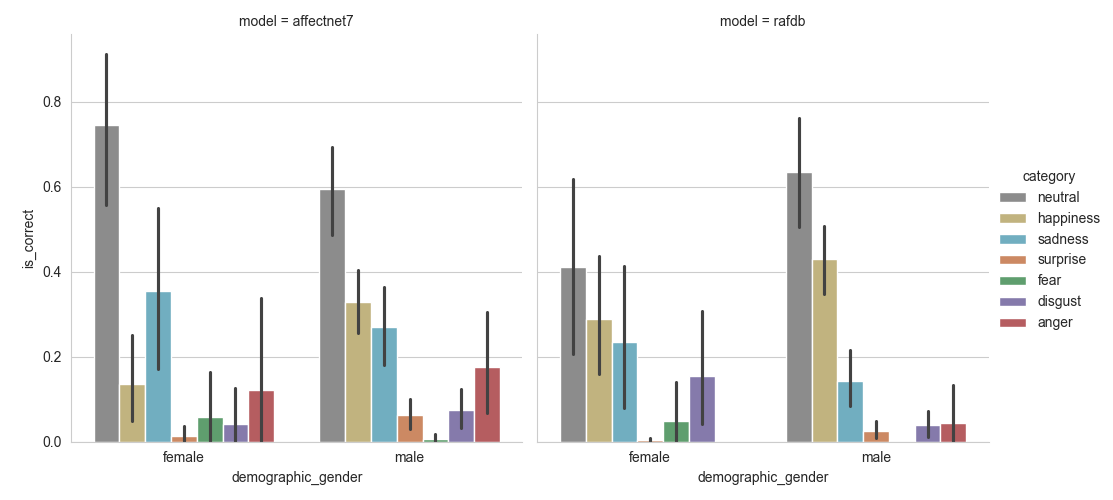 model = affectnet7
model = rafdb
0.8
0.6
0.4
0.2
0.0
is_correct
female
male
demographic_gender
female
male
demographic_gender
category
neutral
happiness
sadness
surprise
fear
disgust
anger